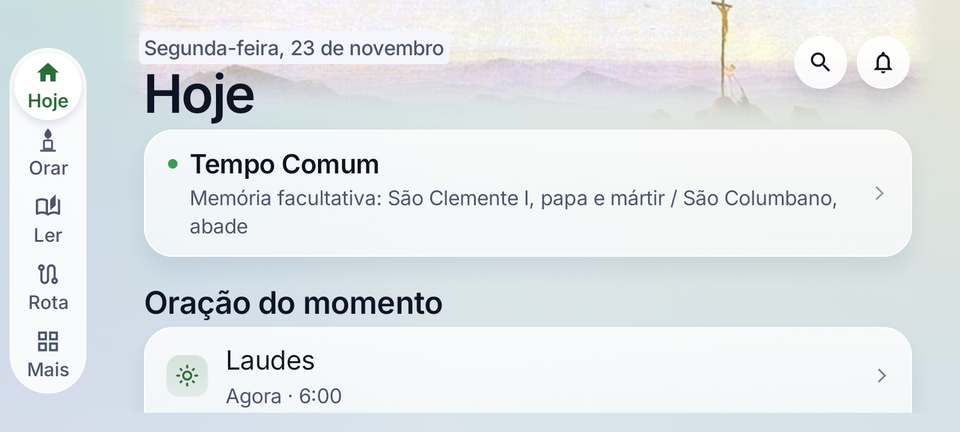 Segunda-feira, 23 de novembro
Hoje
Tempo Comum
Memória facultativa: São Clemente I, papa e mártir / São Columbano,
abade
Oração do momento
Laudes
Agora · 6:00
Hoje
Orar
Ler
Rota
Mais